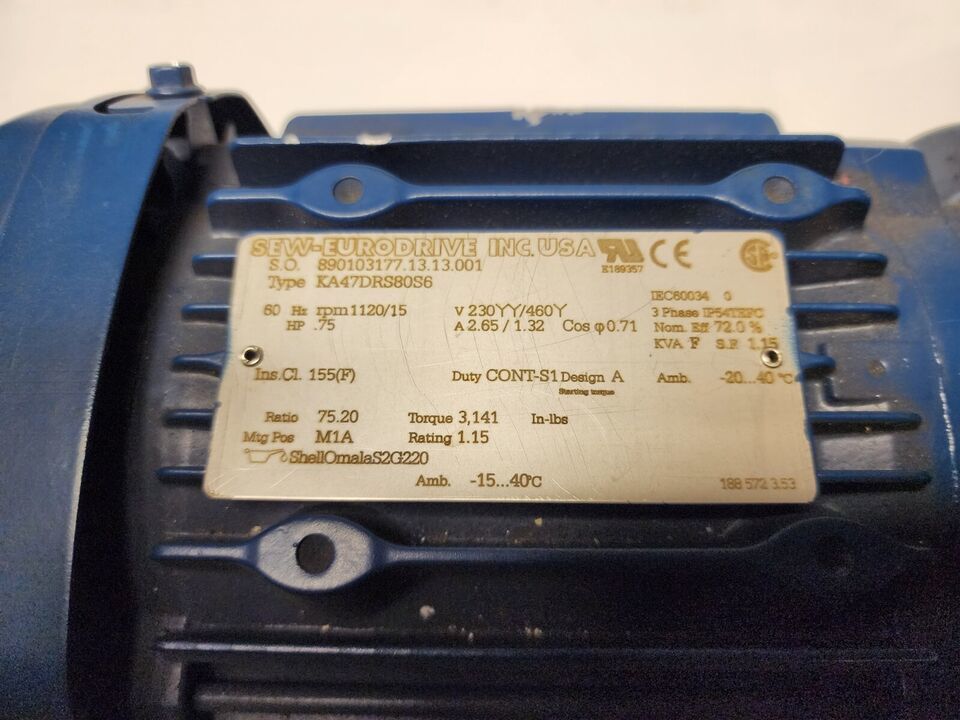 SEW-EURODRIVE INC. USA
E189357
S.O. 890103177.13.13.001
Type KA47DRS80S6
IEC60034 0
60 Hz rpm 1120/15 V 230YY/460Y 3 Phase IP54TEFC
HP .75 A 2.65 / 1.32 Cos φ 0.71 Nom. Eff 72.0 %
KVA F S.F. 1.15
Ins.Cl. 155(F) Duty CONT-S1 Design A Amb. -20...40 °C
Starting torque
Ratio 75.20 Torque 3,141 In-lbs
Mtg Pos M1A Rating 1.15
ShellOmalaS2G220
Amb. -15...40°C 188 572 3.53